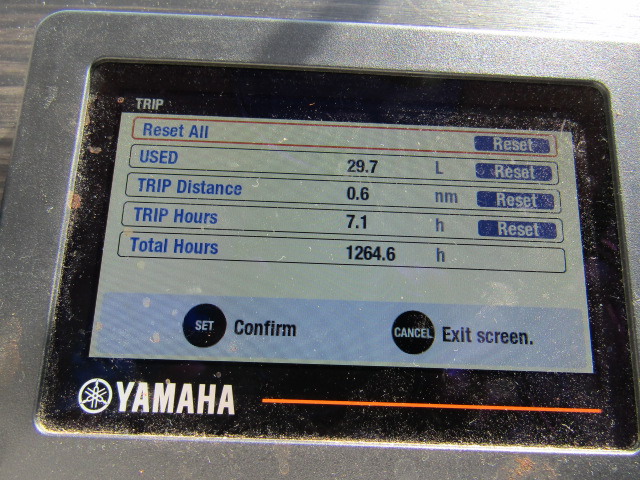 TRIP
Reset All Reset
USED 29.7 L Reset
TRIP Distance 0.6 nm Reset
TRIP Hours 7.1 h Reset
Total Hours 1264.6 h
SET Confirm CANCEL Exit screen.
YAMAHA